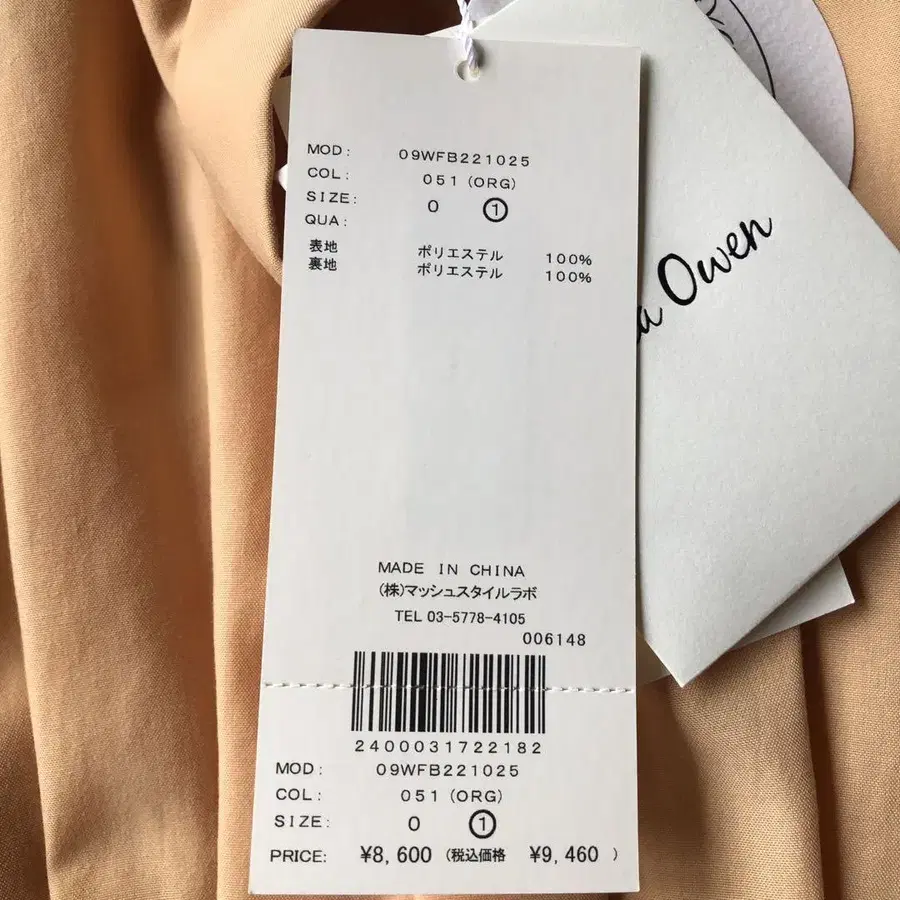 MOD: 09WFB221025
COL: 051 (ORG)
SIZE: 0 ①
QUA:
表地 ポリエステル 100%
裏地 ポリエステル 100%
a Owen
MADE IN CHINA
(株)マッシュスタイルラボ
TEL 03-5778-4105
006148
2400031722182
MOD: 09WFB221025
COL: 051 (ORG)
SIZE: 0 ①
PRICE: ¥8,600 (税込価格 ¥9,460 )